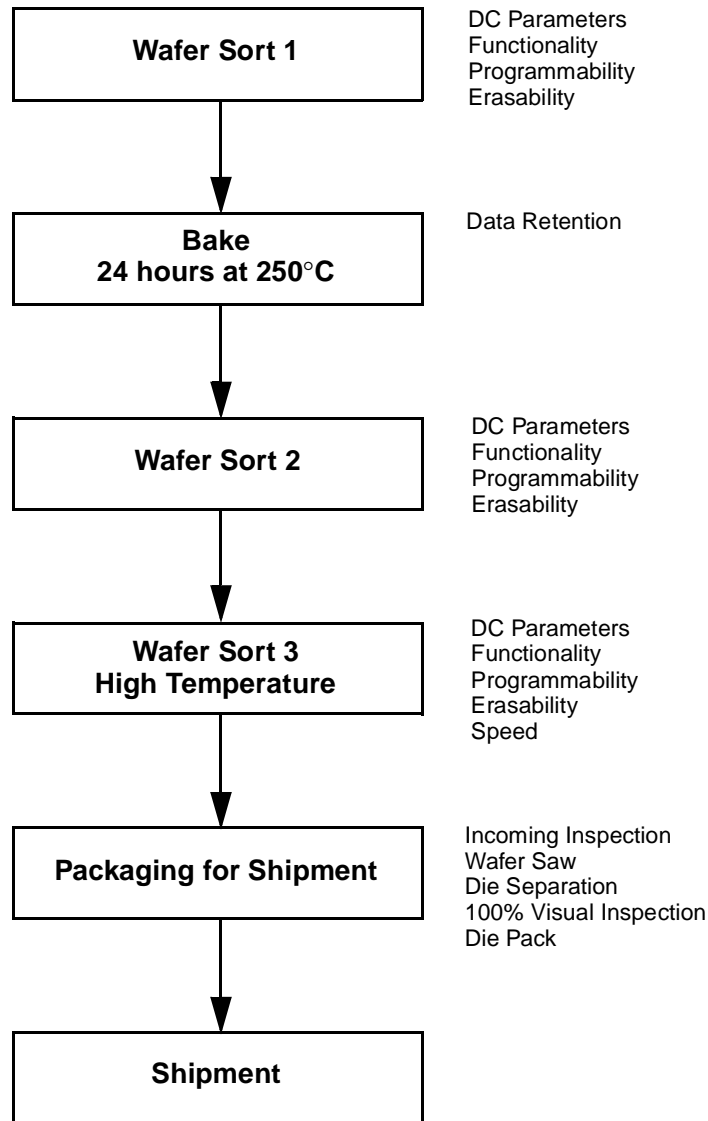 Wafer Sort 1
DC Parameters
Functionality
Programmability
Erasability
Bake
24 hours at 250°C
Data Retention
Wafer Sort 2
DC Parameters
Functionality
Programmability
Erasability
Wafer Sort 3
High Temperature
DC Parameters
Functionality
Programmability
Erasability
Speed
Packaging for Shipment
Incoming Inspection
Wafer Saw
Die Separation
100% Visual Inspection
Die Pack
Shipment